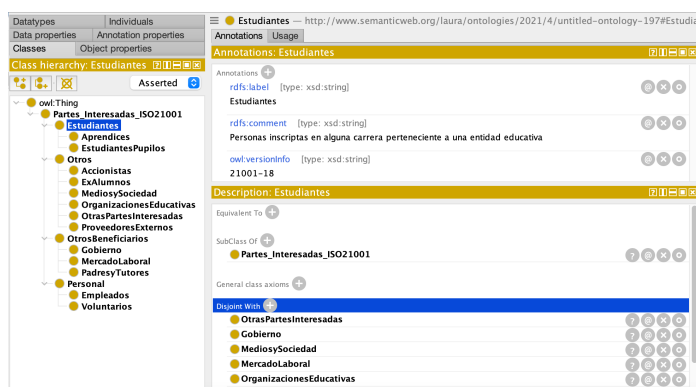 Datatypes Individuals
Data properties Annotation properties
Classes Object properties
Class hierarchy: Estudiantes
Asserted
owl:Thing
Partes_Interesadas_ISO21001
Estudiantes
Aprendices
EstudiantesPupilos
Otros
Accionistas
ExAlumnos
MediosySociedad
OrganizacionesEducativas
OtrasPartesInteresadas
ProveedoresExternos
OtrosBeneficiarios
Gobierno
MercadoLaboral
PadresyTutores
Personal
Empleados
Voluntarios
Estudiantes — http://www.semanticweb.org/laura/ontologies/2021/4/untitled-ontology-197#Estudia
Annotations Usage
Annotations: Estudiantes
Annotations
rdfs:label [type: xsd:string]
Estudiantes
rdfs:comment [type: xsd:string]
Personas inscriptas en alguna carrera perteneciente a una entidad educativa
owl:versionInfo [type: xsd:string]
21001-18
Description: Estudiantes
Equivalent To
SubClass Of
Partes_Interesadas_ISO21001
General class axioms
Disjoint With
OtrasPartesInteresadas
Gobierno
MediosySociedad
MercadoLaboral
OrganizacionesEducativas